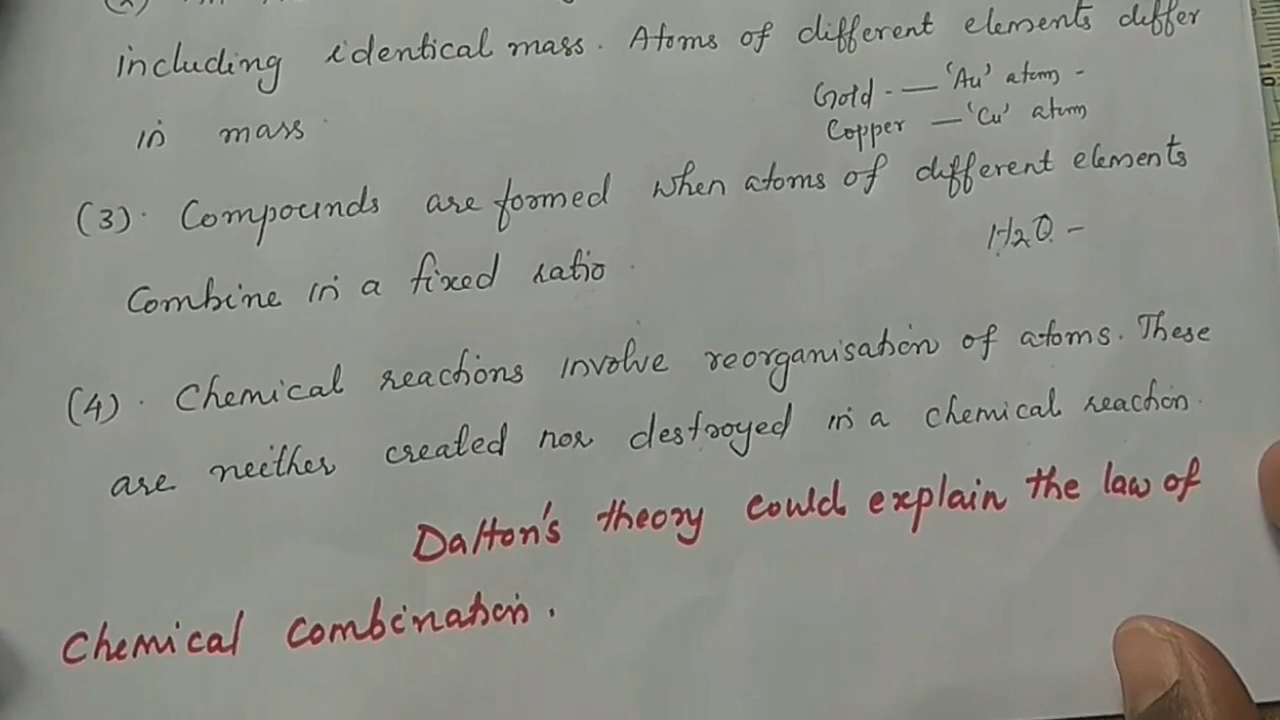 including identical mass. Atoms of different elements differ
in mass.
Gold - — 'Au' atoms -
Copper — 'Cu' atom
(3). Compounds are formed when atoms of different elements
H2O -
Combine in a fixed ratio.
(4). Chemical reactions involve reorganisation of atoms. These
are neither created nor destroyed in a chemical reaction.
Dalton's theory could explain the law of
Chemical Combination.